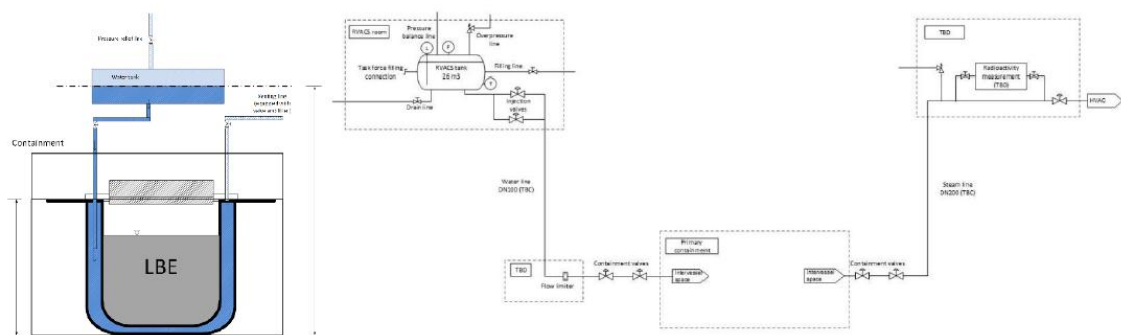 Pressure relief line
Water tank
Venting line
Containment
LBE
RVACS room
Pressure
balance line
Overpressure
line
L
P
Task force filling
connection
RVACS tank
26 m3
filling line
T
Injection
valves
Drain line
Water line
DN100 (TBC)
TBD
Flow limiter
Containment valves
Primary
containment
Intervessel
space
Intervessel
space
Containment valves
Steam line
DN200 (TBC)
TBD
Radioactivity
measurement
(TBD)
HVAC